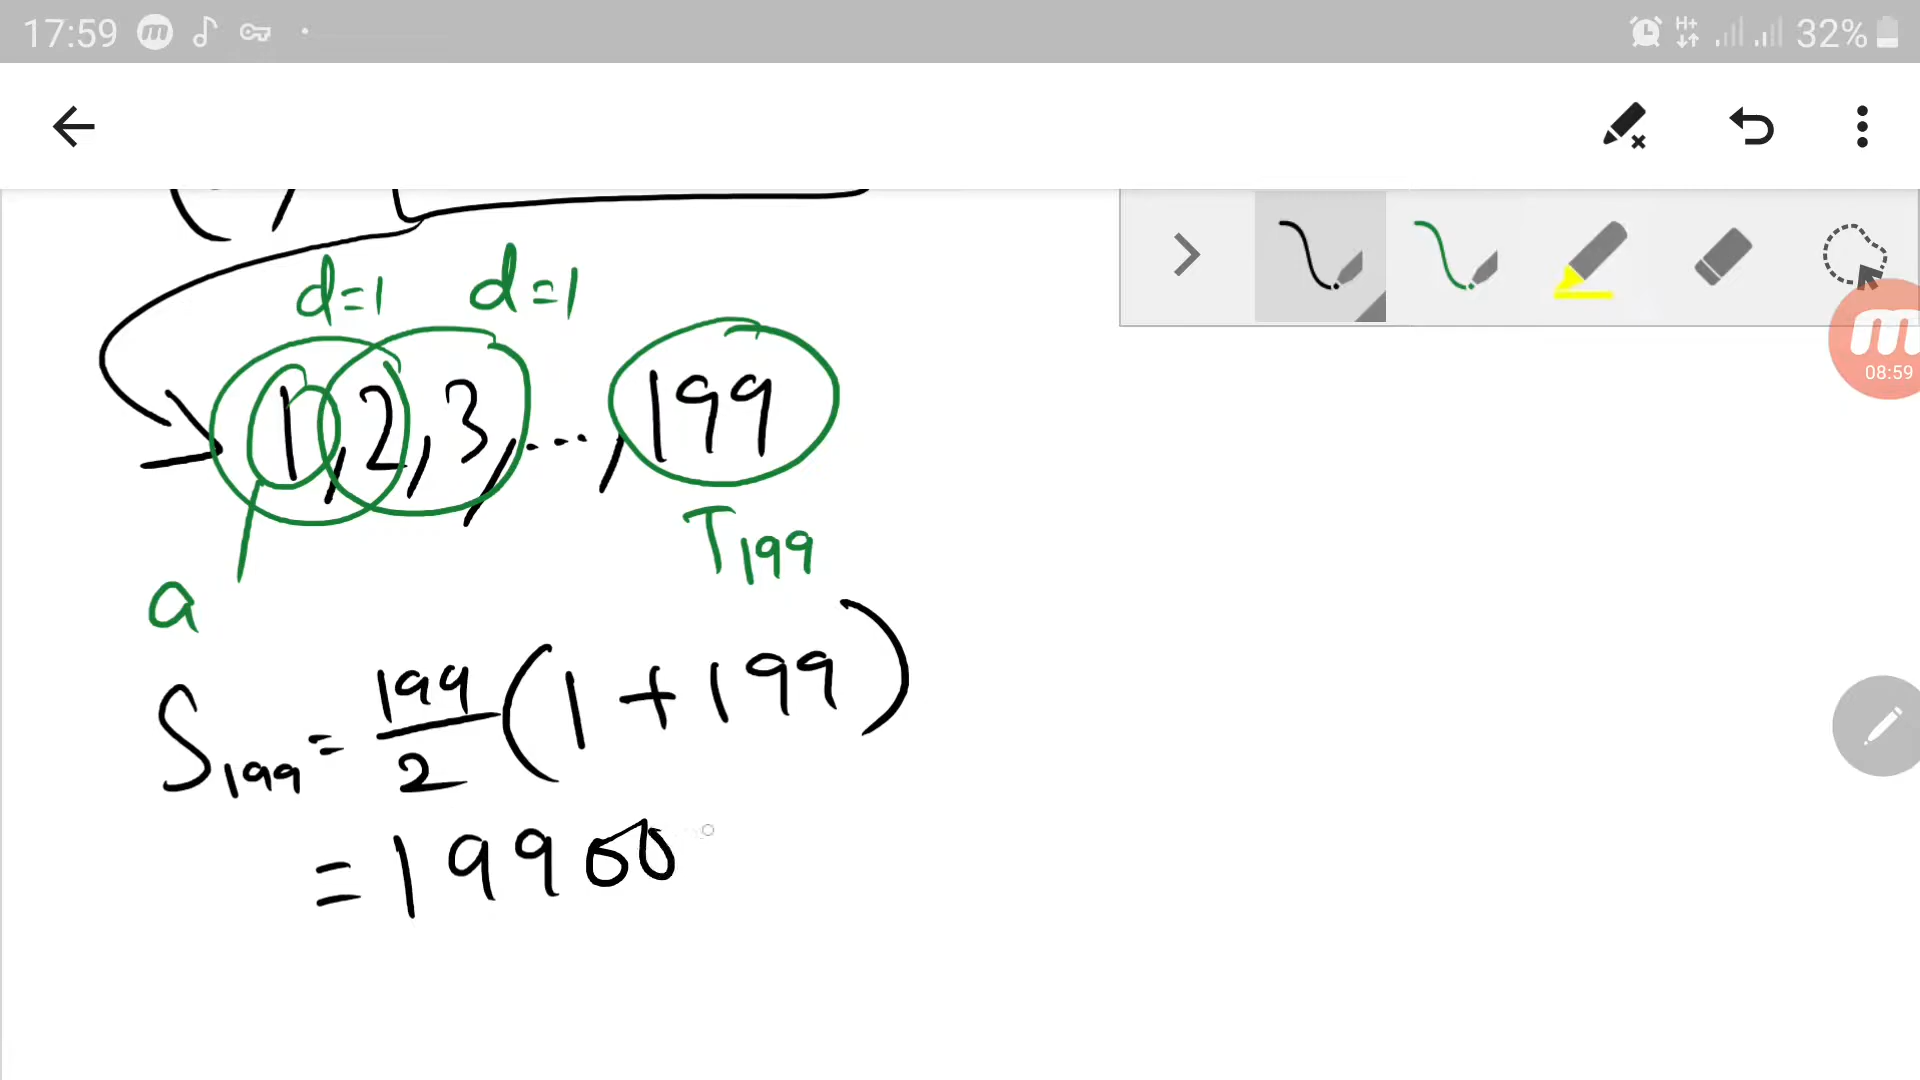 17:59 32%
08:59
d=1 d=1
1, 2, 3, ..., 199
T199
a
S199 = 199/2 (1 + 199)
= 19900